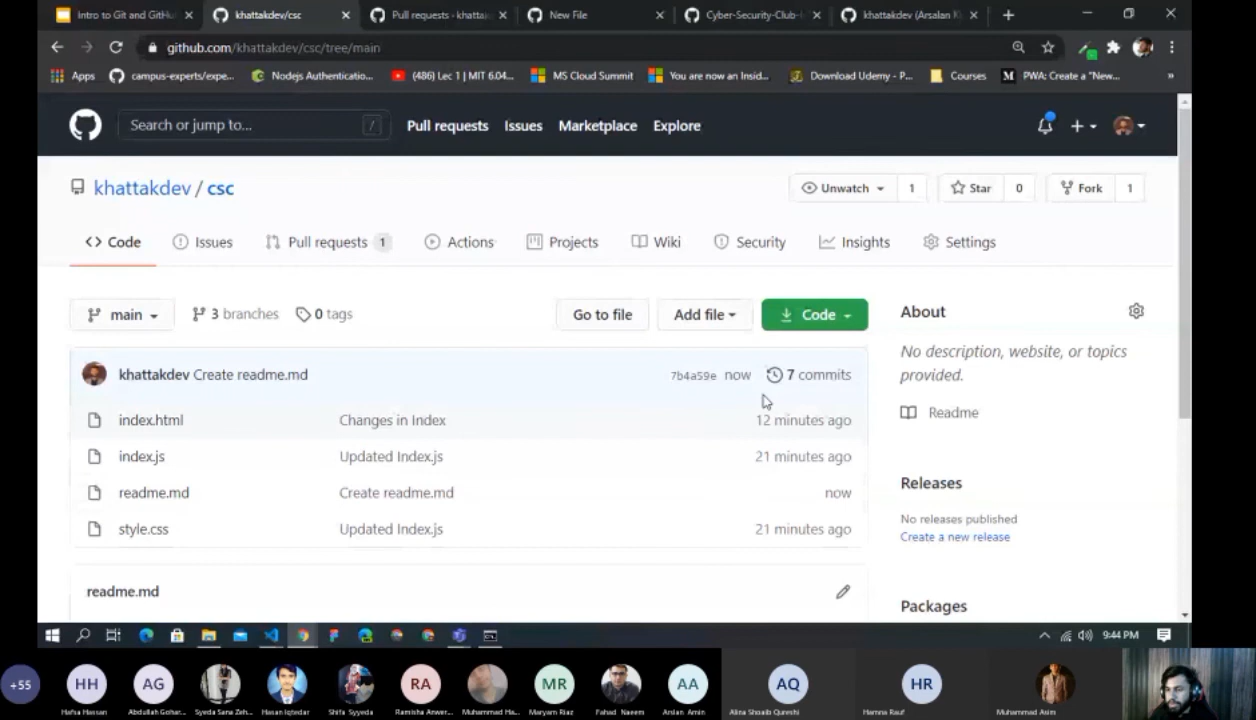 Intro to Git and GitHu
khattakdev/csc
Pull requests · khattak
New File
Cyber-Security-Club-
khattakdev (Arsalan K
github.com/khattakdev/csc/tree/main
Apps
campus-experts/expe...
Nodejs Authenticatio...
(486) Lec 1 | MIT 6.04...
MS Cloud Summit
You are now an Insid...
Download Udemy - P...
Courses
PWA: Create a "New...
»
Search or jump to...
/
Pull requests
Issues
Marketplace
Explore
khattakdev / csc
Unwatch 1
Star 0
Fork 1
Code
Issues
Pull requests 1
Actions
Projects
Wiki
Security
Insights
Settings
main
3 branches
0 tags
Go to file
Add file
Code
About
No description, website, or topics
provided.
Readme
khattakdev Create readme.md 7b4a59e now 7 commits
index.html Changes in Index 12 minutes ago
index.js Updated Index.js 21 minutes ago
readme.md Create readme.md now
style.css Updated Index.js 21 minutes ago
Releases
No releases published
Create a new release
readme.md
Packages
9:44 PM
+55
HH
AG
RA
MR
AA
AQ
HR
Hafsa Hassan
Abdullah Gohar...
Syeda Sana Zeh...
Hasan Iqtedar
Shifa Syyeda
Ramisha Anwer...
Muhammad Ha...
Maryam Riaz
Fahad Naeem
Arslan Amin
Alina Shoaib Qureshi
Hamna Rauf
Muhammad Asim